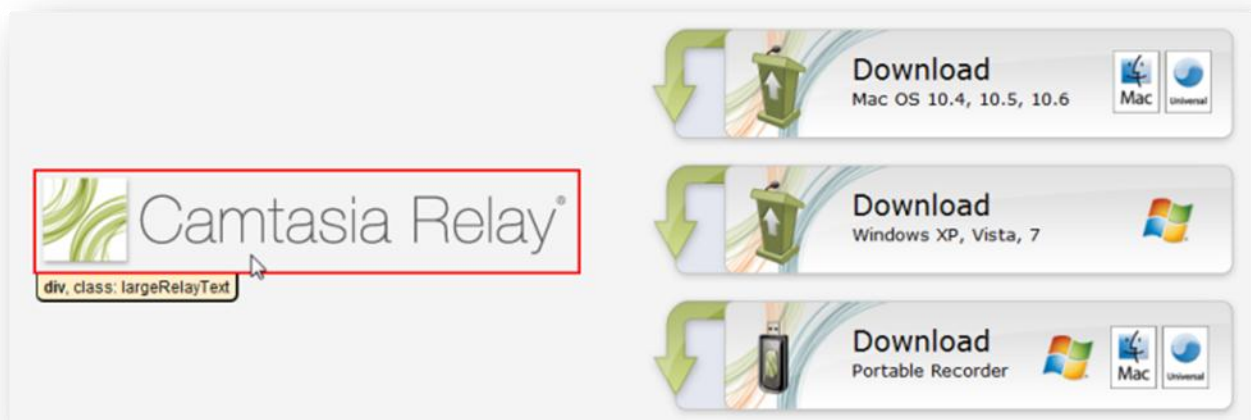 Camtasia Relay®
div, class: largeRelayText
Download
Mac OS 10.4, 10.5, 10.6
Mac
Universal
Download
Windows XP, Vista, 7
Download
Portable Recorder
Mac
Universal